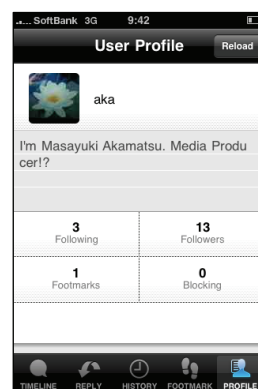 SoftBank 3G 9:42
User Profile Reload
aka
I'm Masayuki Akamatsu. Media Produ
cer!?
3 13
Following Followers
1 0
Footmarks Blocking
TIMELINE REPLY HISTORY FOOTMARK PROFILE